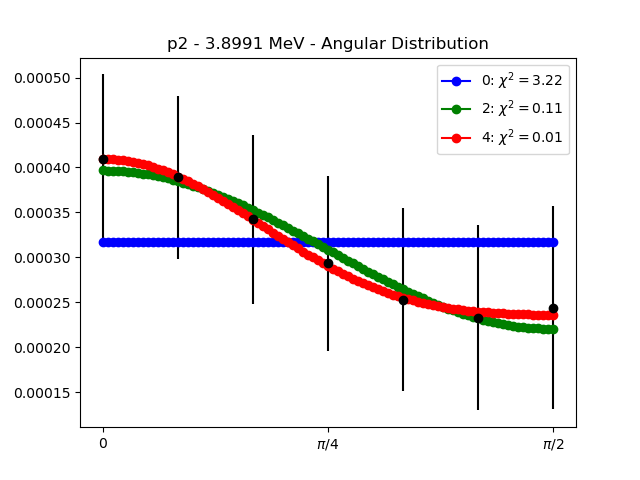 p2 - 3.8991 MeV - Angular Distribution
0: χ² = 3.22
2: χ² = 0.11
4: χ² = 0.01
0.00050
0.00045
0.00040
0.00035
0.00030
0.00025
0.00020
0.00015
0 π/4 π/2